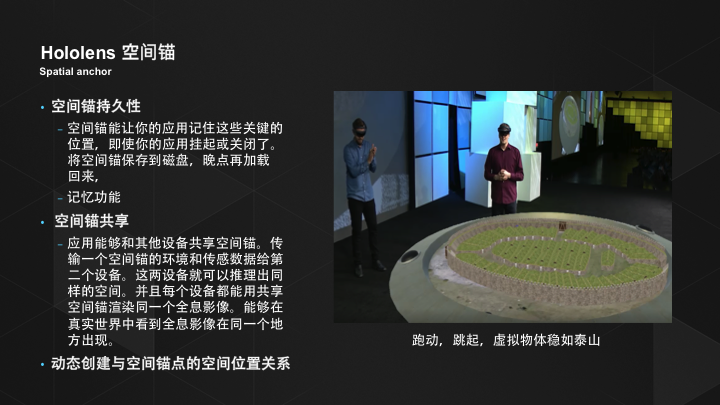 Hololens 空间锚
Spatial anchor
• 空间锚持久性
– 空间锚能让你的应用记住这些关键的
位置，即使你的应用挂起或关闭了。
将空间锚保存到磁盘，晚点再加载
回来，
– 记忆功能
• 空间锚共享
– 应用能够和其他设备共享空间锚。传
输一个空间锚的环境和传感数据给第
二个设备。这两设备就可以推理出同
样的空间。并且每个设备都能用共享
空间锚渲染同一个全息影像。能够在
真实世界中看到全息影像在同一个地
方出现。
• 动态创建与空间锚点的空间位置关系
跑动，跳起，虚拟物体稳如泰山